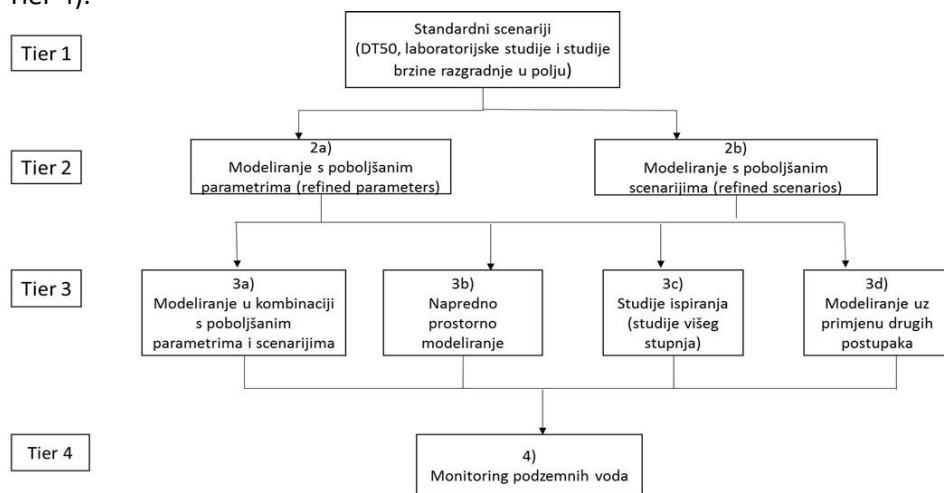 Tier 4).
Tier 1
Standardni scenariji
(DT50, laboratorijske studije i studije
brzine razgradnje u polju)
Tier 2
2a)
Modeliranje s poboljšanim
parametrima (refined parameters)
2b)
Modeliranje s poboljšanim
scenarijima (refined scenarios)
Tier 3
3a)
Modeliranje u kombinaciji
s poboljšanim
parametrima i scenarijima
3b)
Napredno
prostorno
modeliranje
3c)
Studije ispiranja
(studije višeg
stupnja)
3d)
Modeliranje uz
primjenu drugih
postupaka
Tier 4
4)
Monitoring podzemnih voda